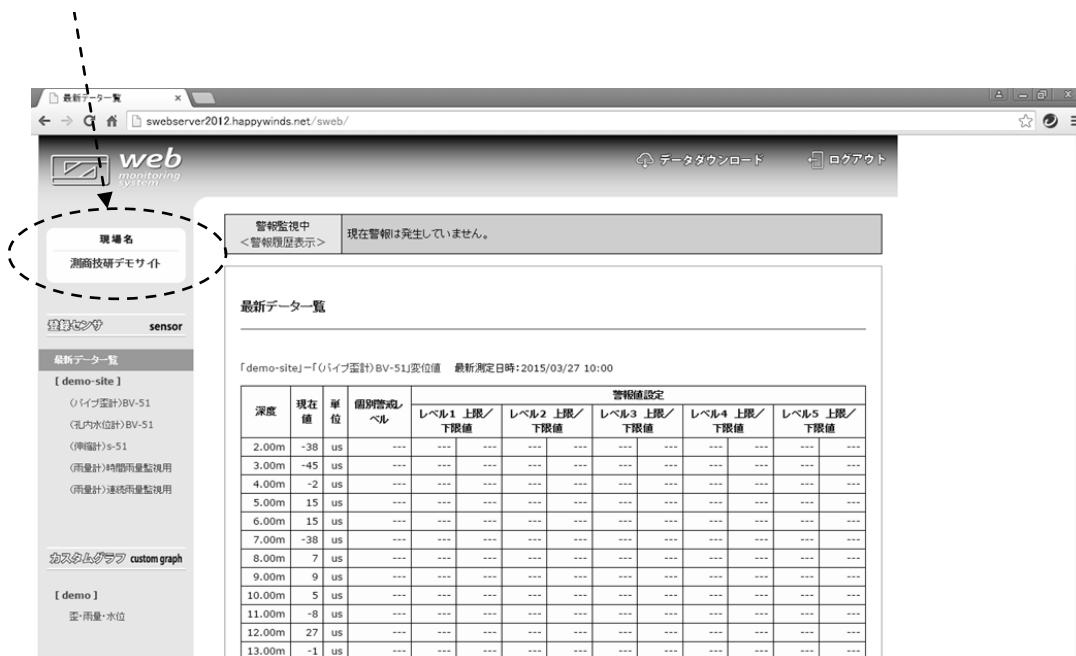 最新データ一覧
swebserver2012.happywinds.net/sweb/
web
monitoring
system
データダウンロード
ログアウト
現場名
測商技研デモサイト
警報監視中
<警報履歴表示>
現在警報は発生していません。
登録センサ sensor
最新データ一覧
[ demo-site ]
(パイプ歪計)BV-51
(孔内水位計)BV-51
(伸縮計)s-51
(雨量計)時間雨量監視用
(雨量計)連続雨量監視用
カスタムグラフ custom graph
[ demo ]
歪・雨量・水位
最新データ一覧
「demo-site」ー「(パイプ歪計)BV-51」変位値 最新測定日時:2015/03/27 10:00
深度 現在値 単位 個別警戒レベル 警報値設定
レベル1 上限/下限値 レベル2 上限/下限値 レベル3 上限/下限値 レベル4 上限/下限値 レベル5 上限/下限値
2.00m -38 us --- --- --- --- --- --- --- --- --- --- ---
3.00m -45 us --- --- --- --- --- --- --- --- --- --- ---
4.00m -2 us --- --- --- --- --- --- --- --- --- --- ---
5.00m 15 us --- --- --- --- --- --- --- --- --- --- ---
6.00m 15 us --- --- --- --- --- --- --- --- --- --- ---
7.00m -38 us --- --- --- --- --- --- --- --- --- --- ---
8.00m 7 us --- --- --- --- --- --- --- --- --- --- ---
9.00m 9 us --- --- --- --- --- --- --- --- --- --- ---
10.00m 5 us --- --- --- --- --- --- --- --- --- --- ---
11.00m -8 us --- --- --- --- --- --- --- --- --- --- ---
12.00m 27 us --- --- --- --- --- --- --- --- --- --- ---
13.00m -1 us --- --- --- --- --- --- --- --- --- --- ---